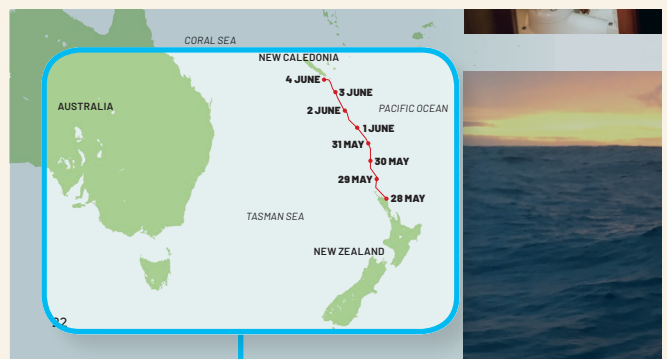 CORAL SEA
NEW CALEDONIA
4 JUNE
3 JUNE
AUSTRALIA
2 JUNE
PACIFIC OCEAN
1 JUNE
31 MAY
30 MAY
29 MAY
28 MAY
TASMAN SEA
NEW ZEALAND
22